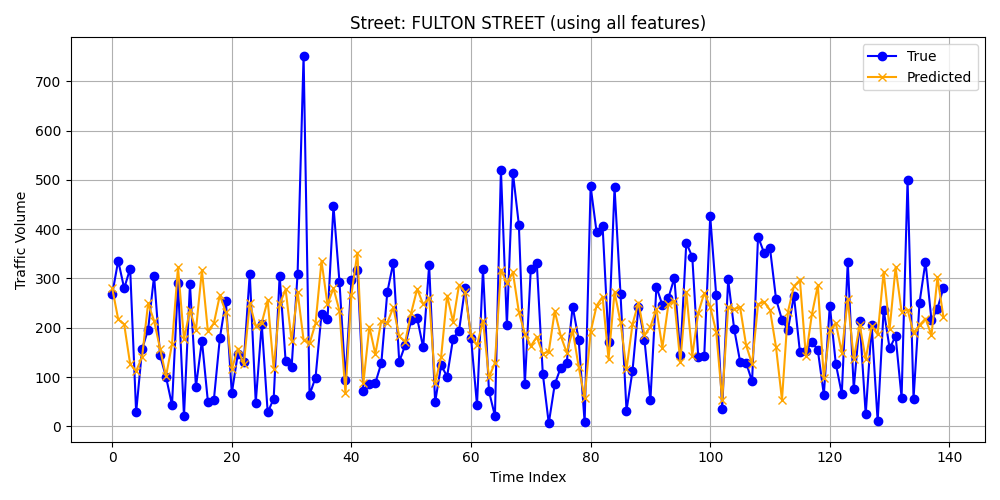 Street: FULTON STREET (using all features)
True
Predicted
Traffic Volume
700
600
500
400
300
200
100
0
0 20 40 60 80 100 120 140
Time Index